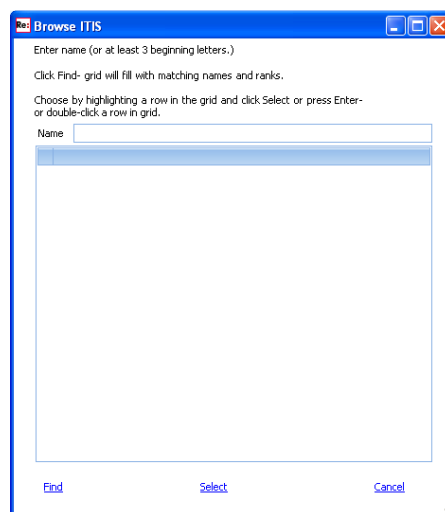 Re: Browse ITIS
Enter name (or at least 3 beginning letters.)
Click Find- grid will fill with matching names and ranks.
Choose by highlighting a row in the grid and click Select or press Enter-
or double-click a row in grid.
Name
Find Select Cancel